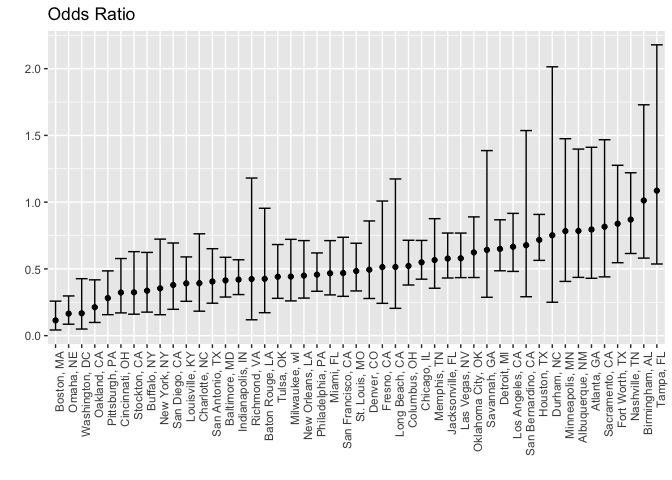 Odds Ratio
2.0
1.5
1.0
0.5
0.0
Boston, MA
Omaha, NE
Washington, DC
Oakland, CA
Pittsburgh, PA
Cincinnati, OH
Stockton, CA
Buffalo, NY
New York, NY
San Diego, CA
Louisville, KY
Charlotte, NC
San Antonio, TX
Baltimore, MD
Indianapolis, IN
Richmond, VA
Baton Rouge, LA
Tulsa, OK
Milwaukee, wI
New Orleans, LA
Philadelphia, PA
Miami, FL
San Francisco, CA
St. Louis, MO
Denver, CO
Fresno, CA
Long Beach, CA
Columbus, OH
Chicago, IL
Memphis, TN
Jacksonville, FL
Las Vegas, NV
Oklahoma City, OK
Savannah, GA
Detroit, MI
Los Angeles, CA
San Bernardino, CA
Houston, TX
Durham, NC
Minneapolis, MN
Albuquerque, NM
Atlanta, GA
Sacramento, CA
Fort Worth, TX
Nashville, TN
Birmingham, AL
Tampa, FL